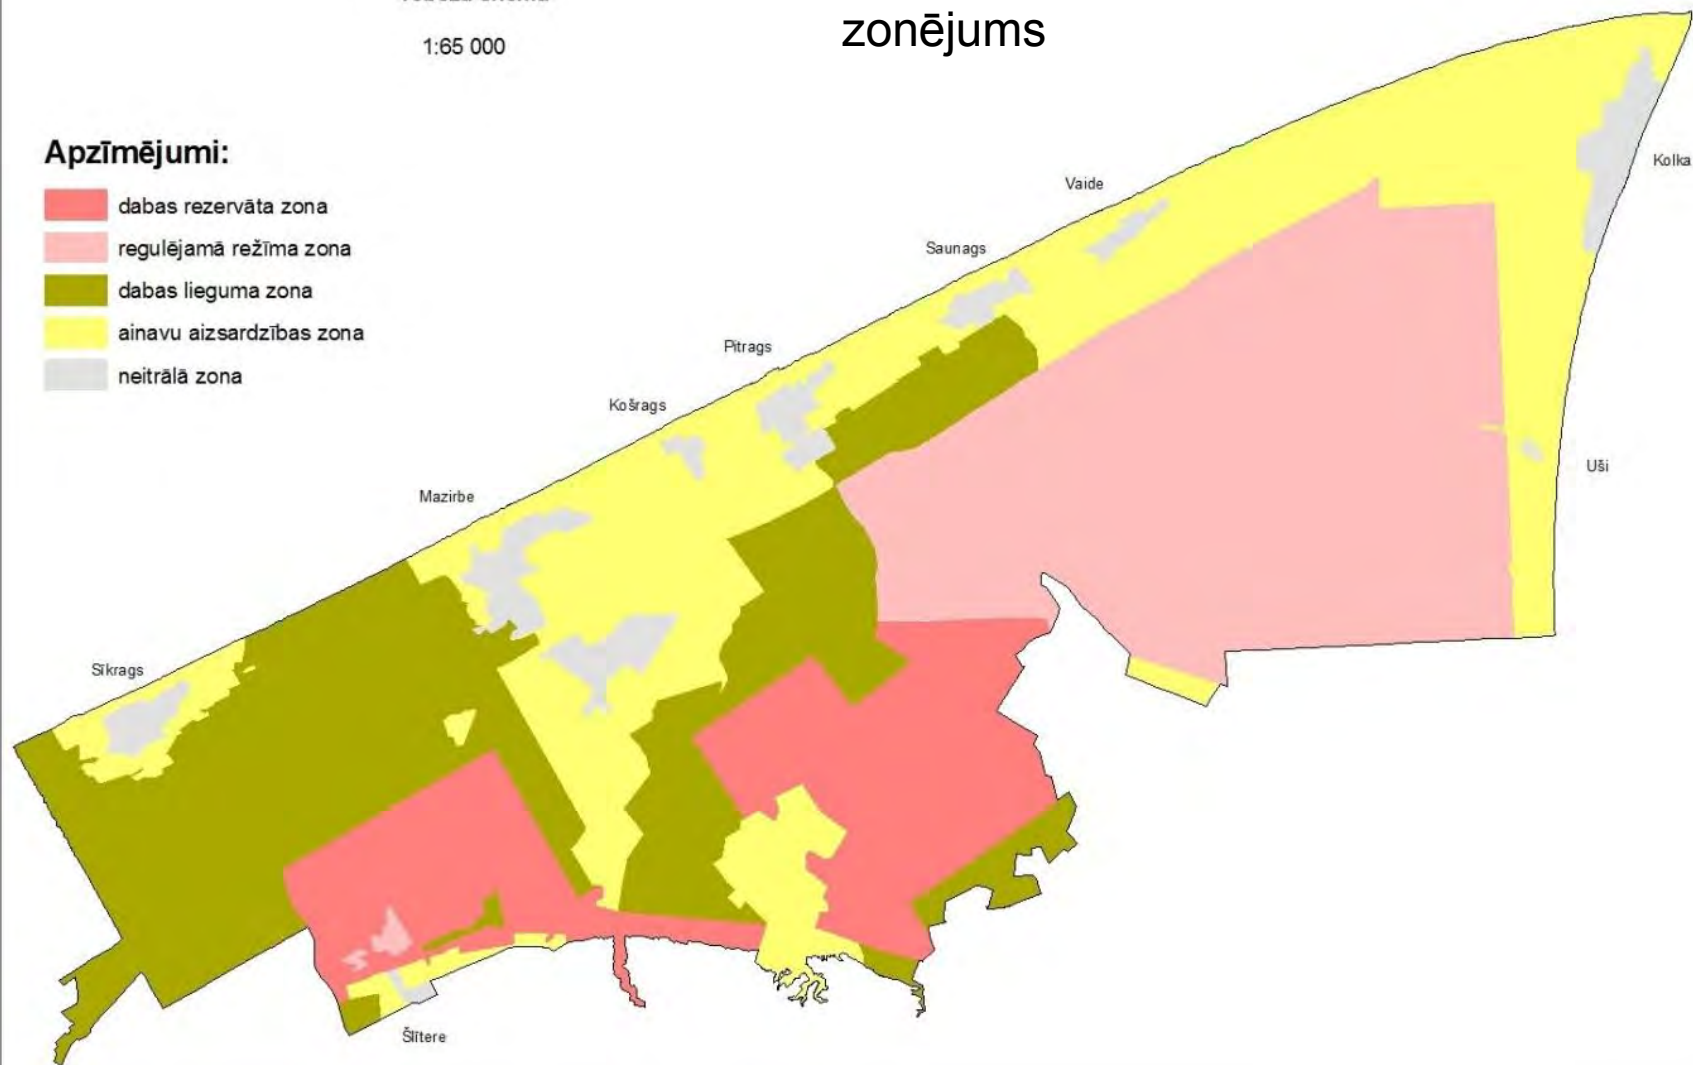 zonējums
1:65 000
Apzīmējumi:
dabas rezervāta zona
regulējamā režīma zona
dabas lieguma zona
ainavu aizsardzības zona
neitrālā zona
Kolka
Vaide
Saunags
Pitrags
Košrags
Uši
Mazirbe
Sīkrags
Šlītere